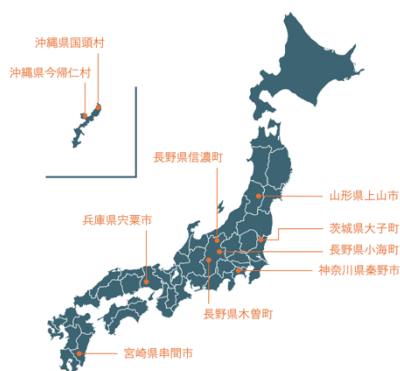 沖縄県国頭村
沖縄県今帰仁村
長野県信濃町
山形県上山市
兵庫県宍粟市
茨城県大子町
長野県小海町
神奈川県秦野市
長野県木曽町
宮崎県串間市